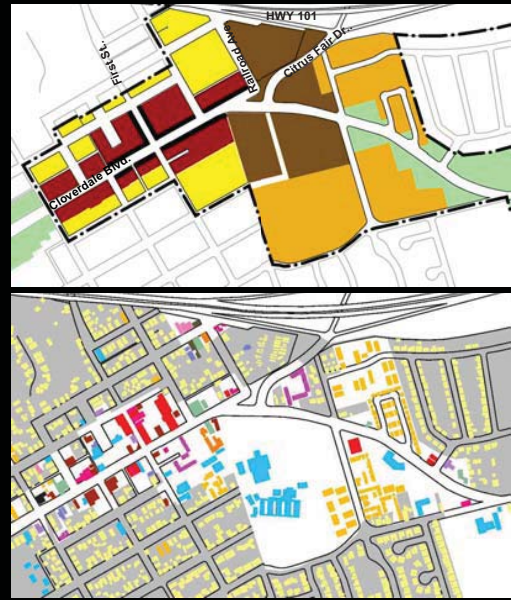 HWY 101
First St.
Railroad Ave.
Citrus Fair Dr..
Cloverdale Blvd.